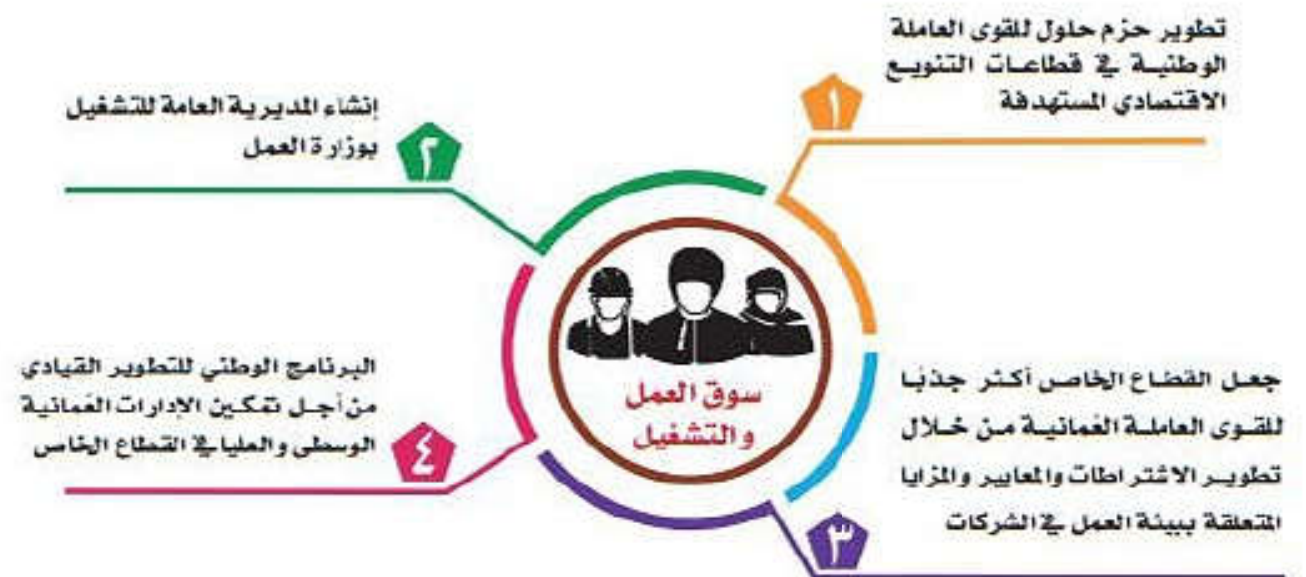 تطوير حزم حلول للقوى العاملة
الوطنية في قطاعات التنويع
الاقتصادي المستهدفة
١
إنشاء المديرية العامة للتشغيل
بوزارة العمل
٢
سوق العمل
والتشغيل
جعل القطاع الخاص أكثر جذبًا
للقوى العاملة العُمانية من خلال
تطوير الاشتراطات والمعايير والمزايا
المتعلقة ببيئة العمل في الشركات
٣
البرنامج الوطني للتطوير القيادي
من أجل تمكين الإدارات العُمانية
الوسطى والعليا في القطاع الخاص
٤